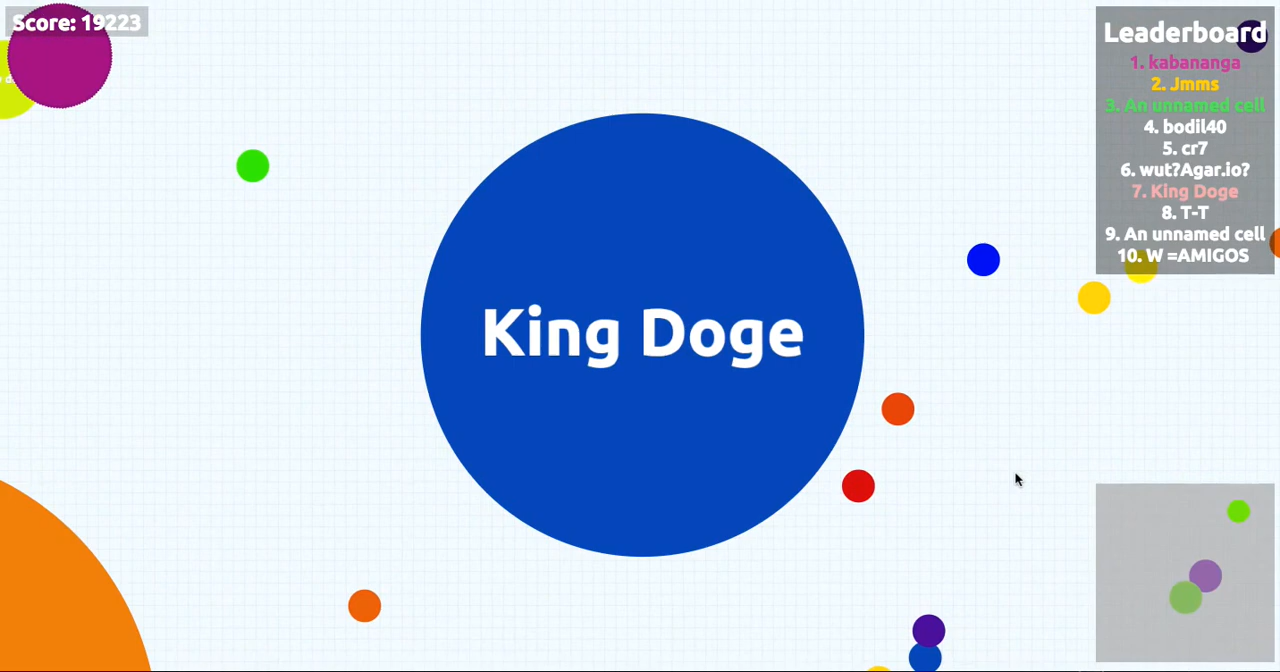 Score: 19223
Leaderboard
1. kabananga
2. Jmms
3. An unnamed cell
4. bodil40
5. cr7
6. wut?Agar.io?
7. King Doge
8. T-T
9. An unnamed cell
10. W =AMIGOS
King Doge